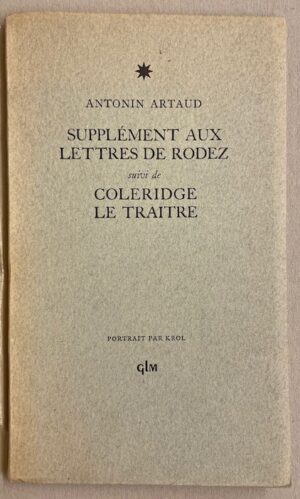 ANTONIN ARTAUD
SUPPLÉMENT AUX
LETTRES DE RODEZ
suivi de
COLERIDGE
LE TRAITRE
PORTRAIT PAR KROL
glm